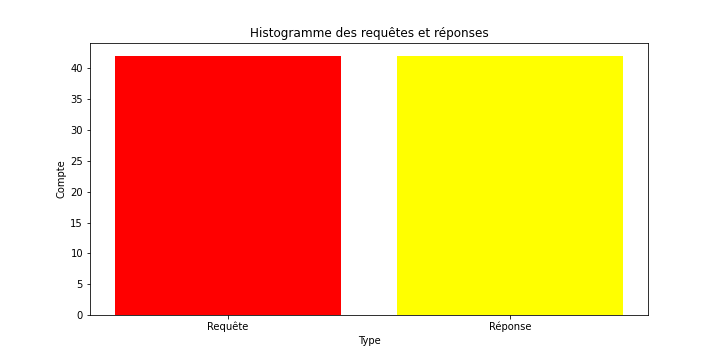 Histogramme des requêtes et réponses
Compte
40
35
30
25
20
15
10
5
0
Requête
Réponse
Type